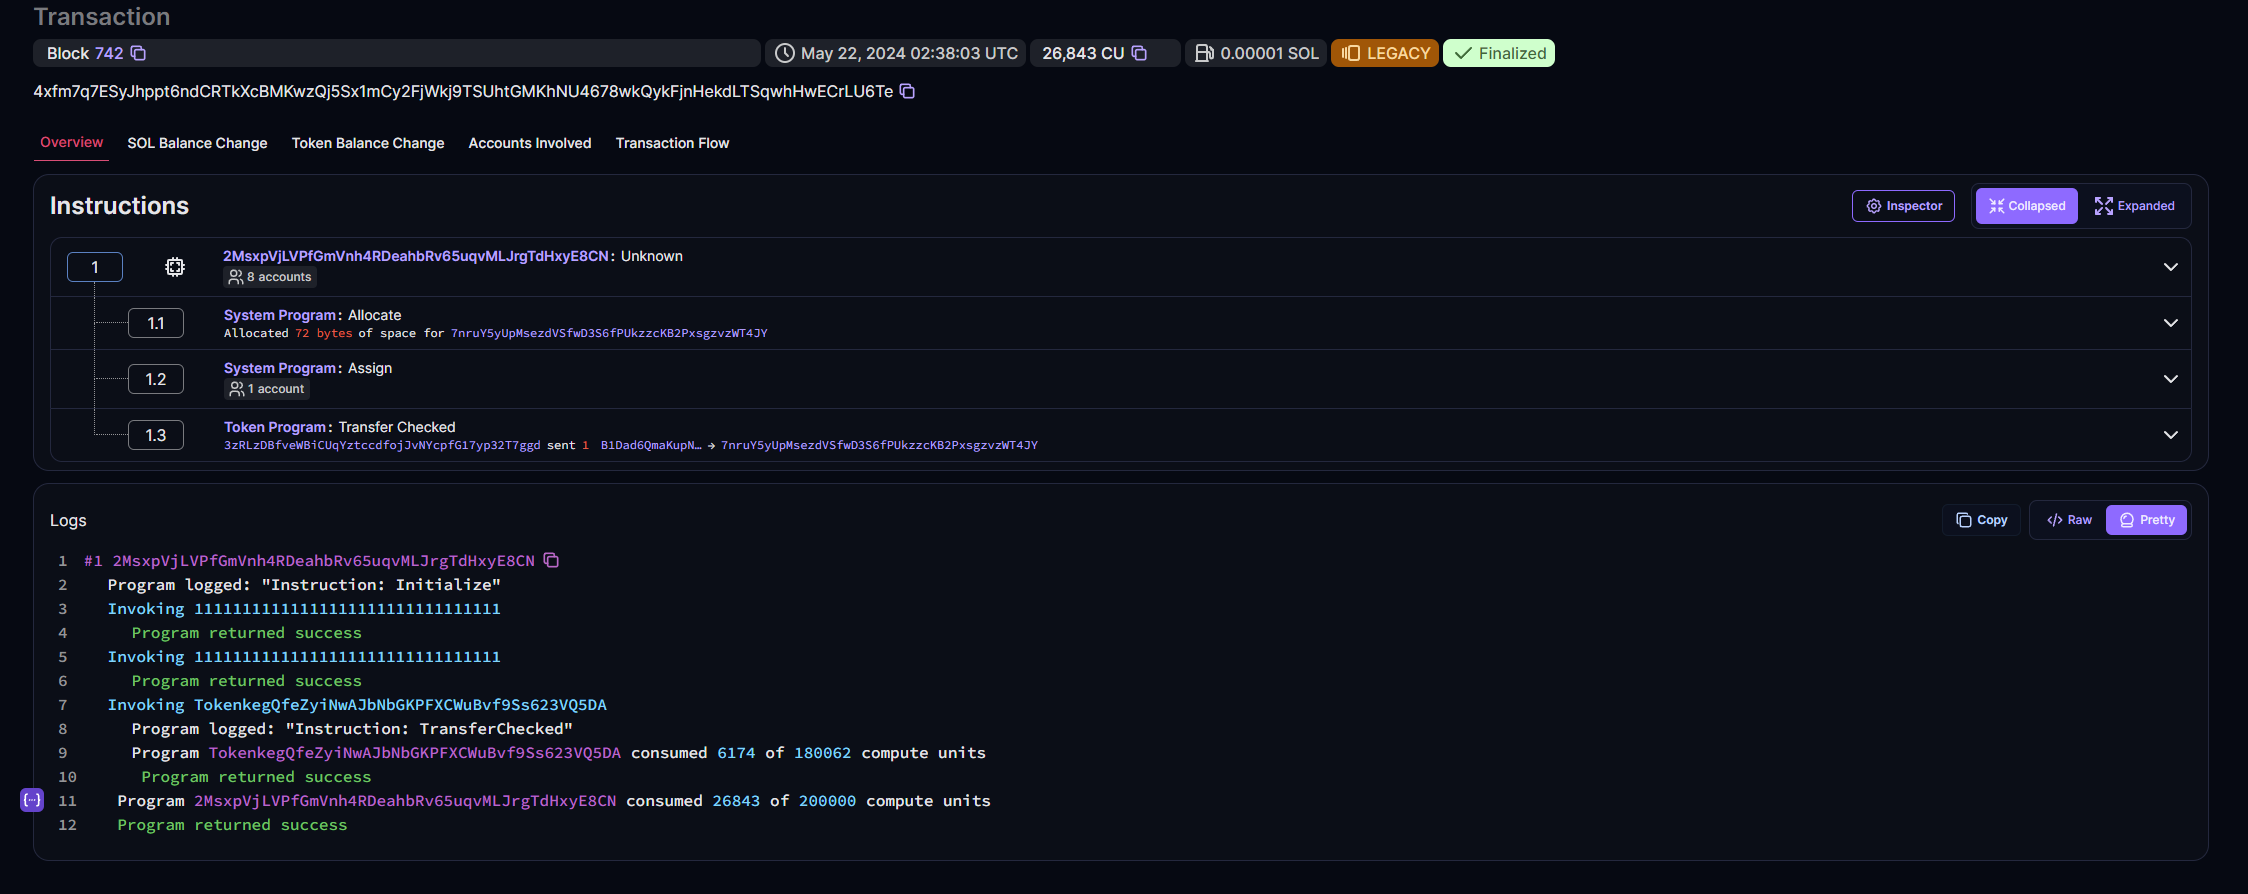 Transaction
Block 742
May 22, 2024 02:38:03 UTC
26,843 CU
0.00001 SOL
LEGACY
Finalized
4xfm7q7ESyJhppt6ndCRTkXcBMKwzQj5Sx1mCy2FjWkj9TSUhtGMKhNU4678wkQykFjnHekdLTSqwhHwECrLU6Te
Overview
SOL Balance Change
Token Balance Change
Accounts Involved
Transaction Flow
Instructions
Inspector
Collapsed
Expanded
1
2MsxpVjLVPfGmVnh4RDeahbRv65uqvMLJrgTdHxyE8CN: Unknown
8 accounts
1.1
System Program: Allocate
Allocated 72 bytes of space for 7nruY5yUpMsezdVSfwD3S6fPUkzzcKB2PxsgzvzWT4JY
1.2
System Program: Assign
1 account
1.3
Token Program: Transfer Checked
3zRLzDBfveWBiCUqYztccdfojJvNYcpfG17yp32T7ggd sent 1 B1Dad6QmaKupN… → 7nruY5yUpMsezdVSfwD3S6fPUkzzcKB2PxsgzvzWT4JY
Logs
Copy
</> Raw
Pretty
1 #1 2MsxpVjLVPfGmVnh4RDeahbRv65uqvMLJrgTdHxyE8CN
2 Program logged: "Instruction: Initialize"
3 Invoking 11111111111111111111111111111111
4 Program returned success
5 Invoking 11111111111111111111111111111111
6 Program returned success
7 Invoking TokenkegQfeZyiNwAJbNbGKPFXCWuBvf9Ss623VQ5DA
8 Program logged: "Instruction: TransferChecked"
9 Program TokenkegQfeZyiNwAJbNbGKPFXCWuBvf9Ss623VQ5DA consumed 6174 of 180062 compute units
10 Program returned success
11 Program 2MsxpVjLVPfGmVnh4RDeahbRv65uqvMLJrgTdHxyE8CN consumed 26843 of 200000 compute units
12 Program returned success